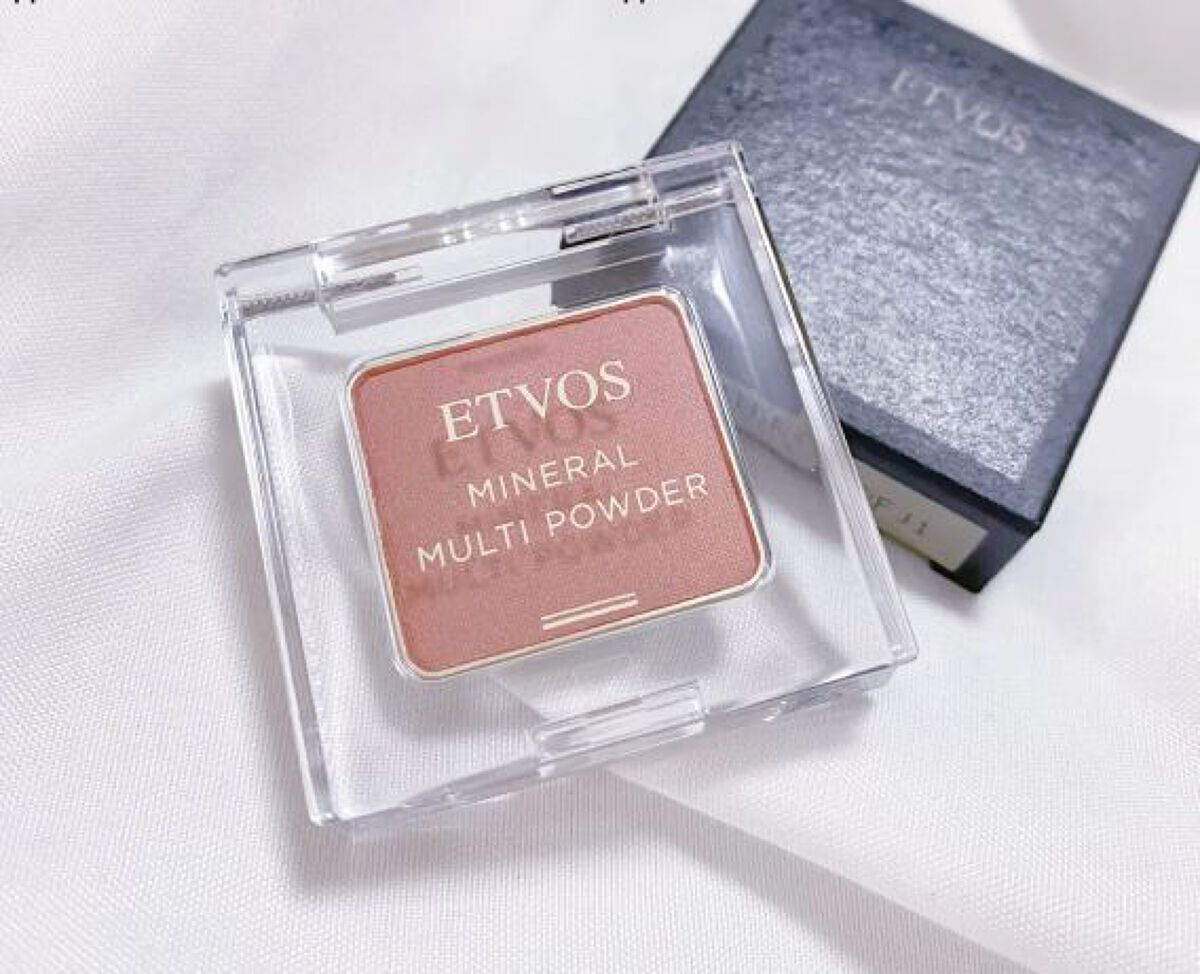 ETVOS
ETVOS
MINERAL
MULTI POWDER